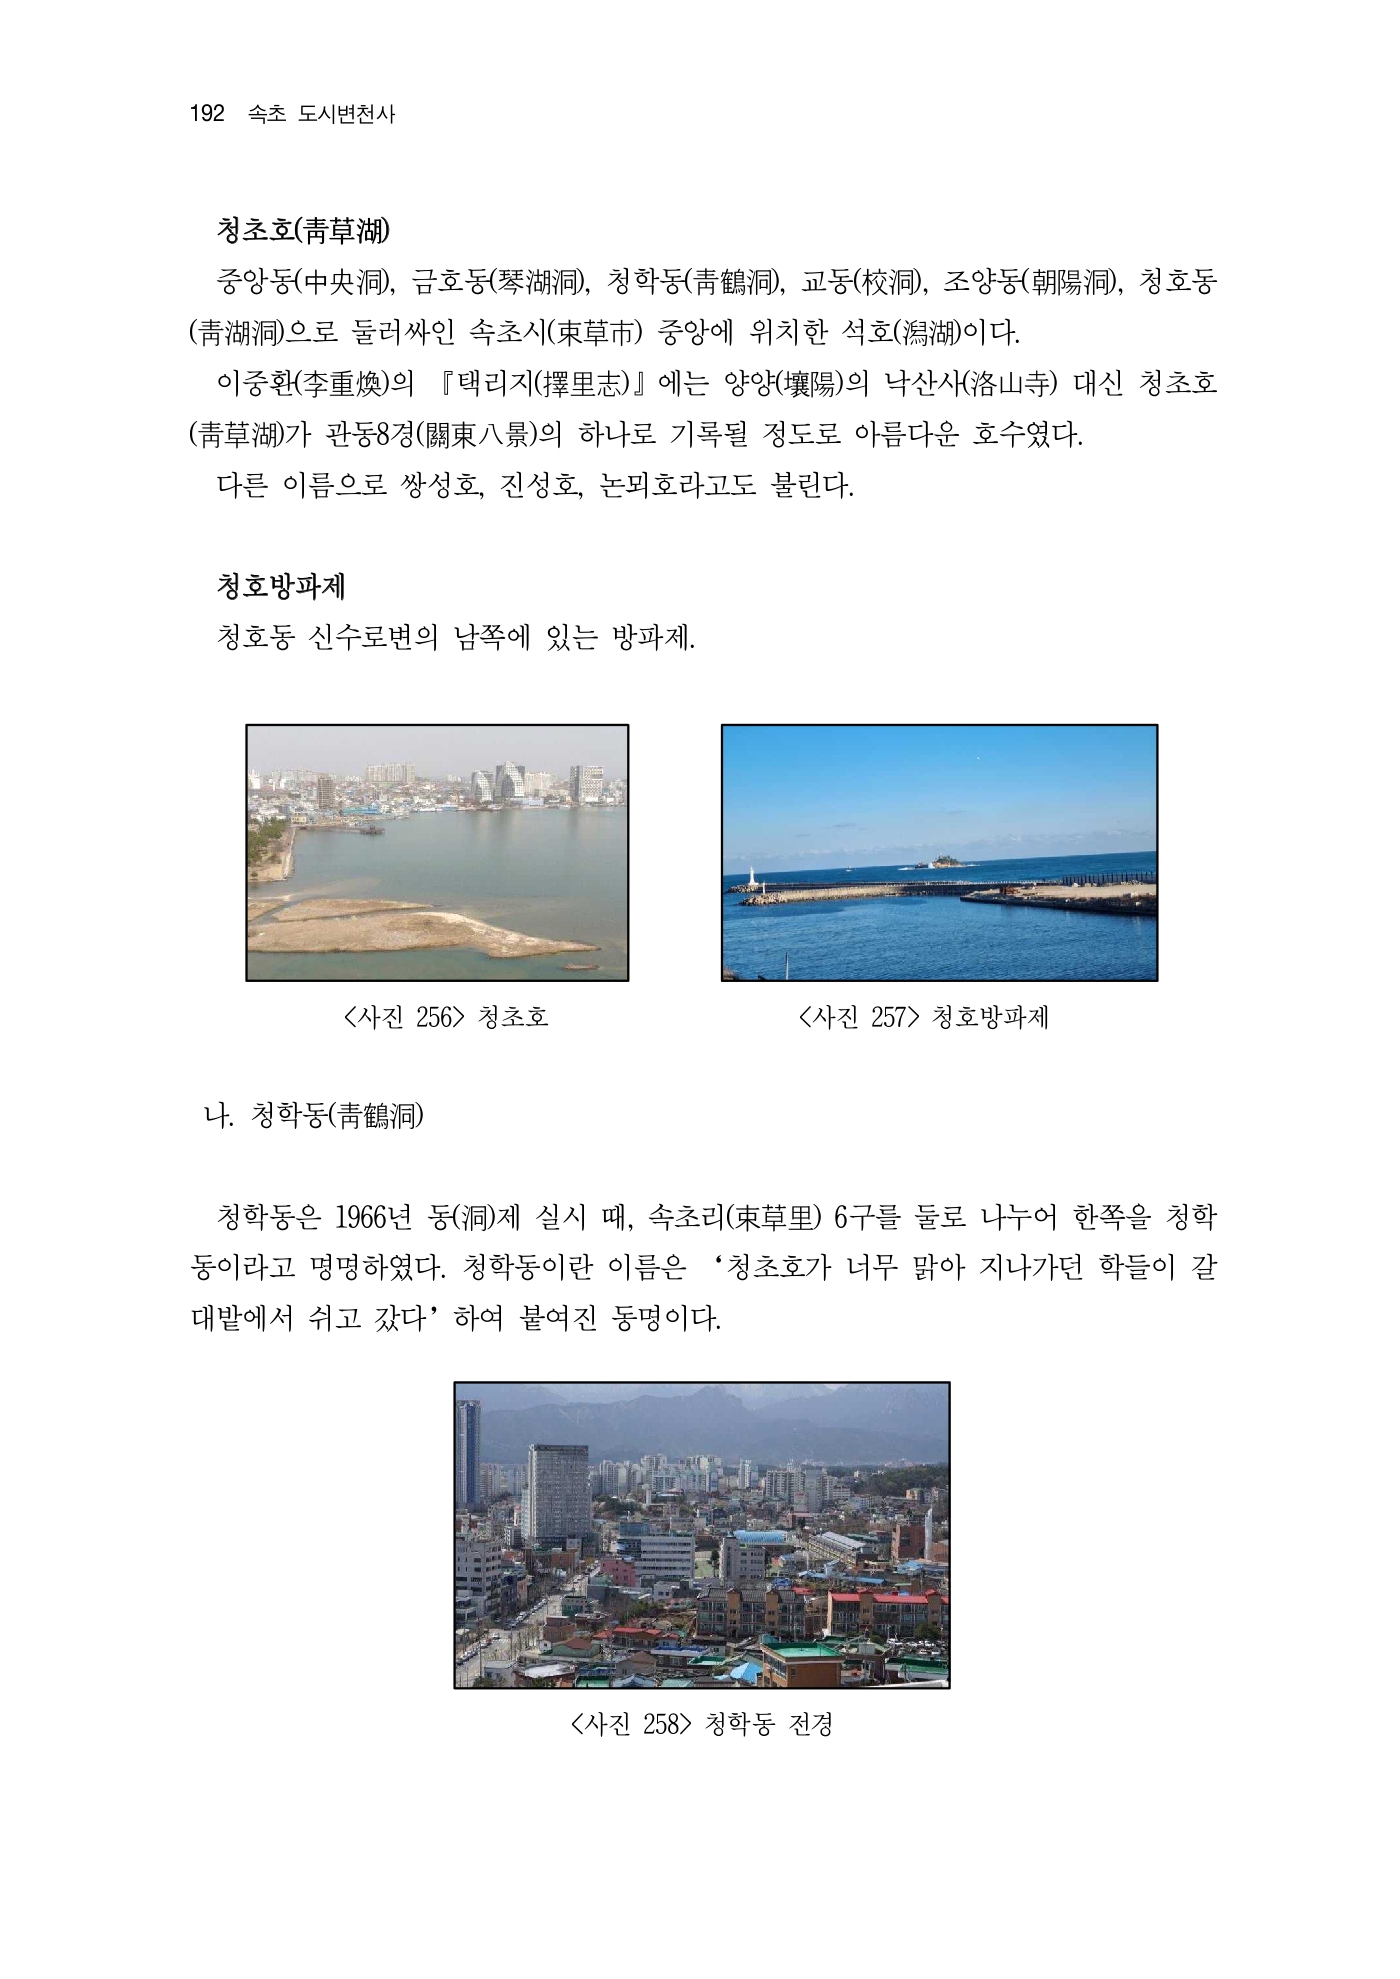 192 속초 도시변천사
청초호(靑草湖)
중앙동(中央洞), 금호동(琴湖洞), 청학동(靑鶴洞), 교동(校洞), 조양동(朝陽洞), 청호동
(靑湖洞)으로 둘러싸인 속초시(束草市) 중앙에 위치한 석호(潟湖)이다.
이중환(李重煥)의 『택리지(擇里志)』에는 양양(壤陽)의 낙산사(洛山寺) 대신 청초호
(靑草湖)가 관동8경(關東八景)의 하나로 기록될 정도로 아름다운 호수였다.
다른 이름으로 쌍성호, 진성호, 논뫼호라고도 불린다.
청호방파제
청호동 신수로변의 남쪽에 있는 방파제.
<사진 256> 청초호
<사진 257> 청호방파제
나. 청학동(靑鶴洞)
청학동은 1966년 동(洞)제 실시 때, 속초리(束草里) 6구를 둘로 나누어 한쪽을 청학
동이라고 명명하였다. 청학동이란 이름은 ‘청초호가 너무 맑아 지나가던 학들이 갈
대밭에서 쉬고 갔다’하여 붙여진 동명이다.
<사진 258> 청학동 전경